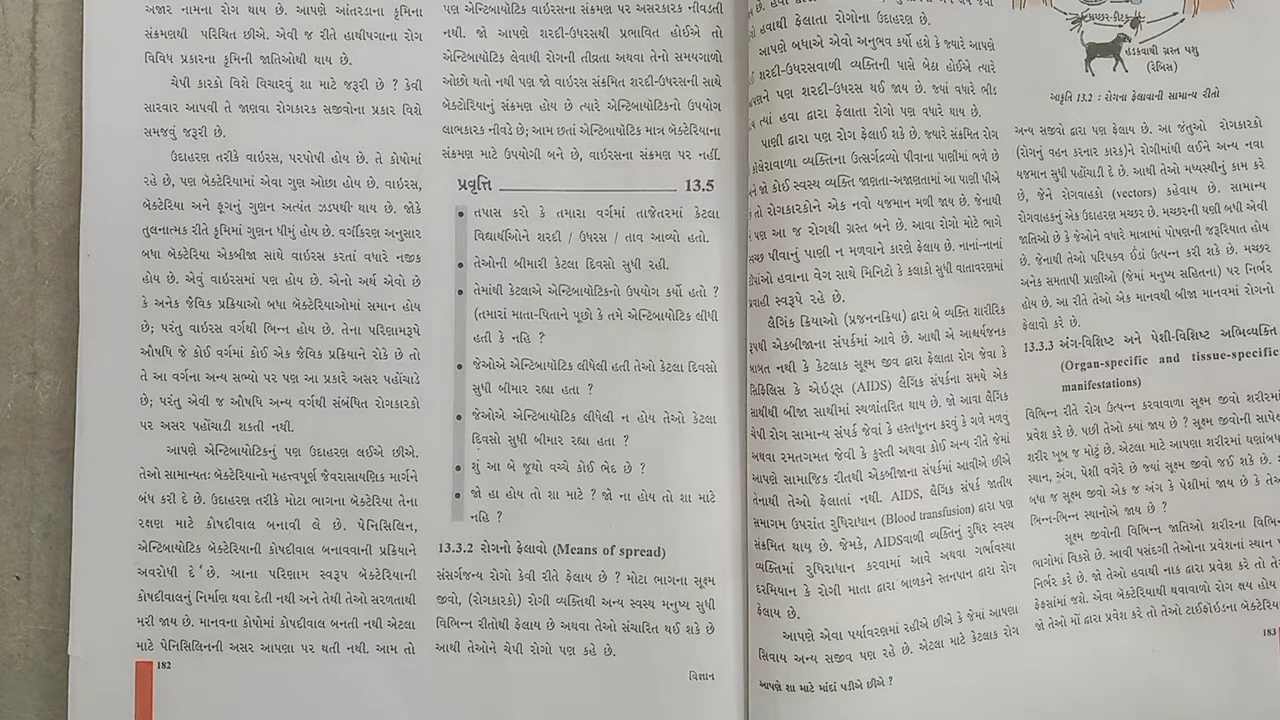 અજાર નામના રોગ થાય છે. આપણે આંતરડાના કૃમિના
સંક્રમણથી પરિચિત છીએ. એવી જ રીતે હાથીપગાના રોગ
વિવિધ પ્રકારના કૃમિની જાતિઓથી થાય છે.
ચેપી કારકો વિશે વિચારવું શા માટે જરૂરી છે ? કેવી
સારવાર આપવી તે જાણવા રોગકારક સજીવોના પ્રકાર વિશે
સમજવું જરૂરી છે.
ઉદાહરણ તરીકે વાઇરસ, પરપોષી હોય છે. તે કોષોમાં
રહે છે, પણ બૅક્ટેરિયામાં એવા ગુણ ઓછા હોય છે. વાઇરસ,
બૅક્ટેરિયા અને ફૂગનું ગુણન અત્યંત ઝડપથી થાય છે. જોકે
તુલનાત્મક રીતે કૃમિમાં ગુણન ધીમું હોય છે. વર્ગીકરણ અનુસાર
બધા બૅક્ટેરિયા એકબીજા સાથે વાઇરસ કરતાં વધારે નજીક
હોય છે. એવું વાઇરસમાં પણ હોય છે. એનો અર્થ એવો છે
કે અનેક જૈવિક પ્રક્રિયાઓ બધા બૅક્ટેરિયાઓમાં સમાન હોય
છે; પરંતુ વાઇરસ વર્ગથી ભિન્ન હોય છે. તેના પરિણામરૂપે
ઔષધિ જે કોઈ વર્ગમાં કોઈ એક જૈવિક પ્રક્રિયાને રોકે છે તો
તે આ વર્ગના અન્ય સભ્યો પર પણ આ પ્રકારે અસર પહોંચાડે
છે; પરંતુ એવી જ ઔષધિ અન્ય વર્ગથી સંબંધિત રોગકારકો
પર અસર પહોંચાડી શકતી નથી.
આપણે એન્ટિબાયોટિકનું પણ ઉદાહરણ લઈએ છીએ.
તેઓ સામાન્યતઃ બૅક્ટેરિયાનો મહત્ત્વપૂર્ણ જૈવરાસાયણિક માર્ગને
બંધ કરી દે છે. ઉદાહરણ તરીકે મોટા ભાગના બૅક્ટેરિયા તેના
રક્ષણ માટે કોષદીવાલ બનાવી લે છે. પેનિસિલિન,
એન્ટિબાયોટિક બૅક્ટેરિયાની કોષદીવાલ બનાવવાની પ્રક્રિયાને
અવરોધી દે છે. આના પરિણામ સ્વરૂપ બૅક્ટેરિયાની
કોષદીવાલનું નિર્માણ થવા દેતી નથી અને તેથી તેઓ સરળતાથી
મરી જાય છે. માનવના કોષોમાં કોષદીવાલ બનતી નથી એટલા
માટે પેનિસિલિનની અસર આપણા પર થતી નથી. આમ તો
182
પણ એન્ટિબાયોટિક વાઇરસના સંક્રમણ પર અસરકારક નીવડતી
નથી. જો આપણે શરદી-ઉધરસથી પ્રભાવિત હોઈએ તો
એન્ટિબાયોટિક લેવાથી રોગની તીવ્રતા અથવા તેનો સમયગાળો
ઓછો થતો નથી પણ જો વાઇરસ સંક્રમિત શરદી-ઉધરસની સાથે
બૅક્ટેરિયાનું સંક્રમણ હોય છે ત્યારે એન્ટિબાયોટિકનો ઉપયોગ
લાભકારક નીવડે છે; આમ છતાં એન્ટિબાયોટિક માત્ર બૅક્ટેરિયાના
સંક્રમણ માટે ઉપયોગી બને છે, વાઇરસના સંક્રમણ પર નહીં.
પ્રવૃત્તિ 13.5
• તપાસ કરો કે તમારા વર્ગમાં તાજેતરમાં કેટલા
વિદ્યાર્થીઓને શરદી / ઉધરસ / તાવ આવ્યો હતો.
• તેઓની બીમારી કેટલા દિવસો સુધી રહી.
• તેમાંથી કેટલાએ એન્ટિબાયોટિકનો ઉપયોગ કર્યો હતો ?
(તમારાં માતા-પિતાને પૂછો કે તમે એન્ટિબાયોટિક લીધી
હતી કે નહિ ?
• જેઓએ એન્ટિબાયૉટિક લીધેલી હતી તેઓ કેટલા દિવસો
સુધી બીમાર રહ્યા હતા ?
• જેઓએ એન્ટિબાયોટિક લીધેલી ન હોય તેઓ કેટલા
દિવસો સુધી બીમાર રહ્યા હતા ?
• શું આ બે જૂથો વચ્ચે કોઈ ભેદ છે ?
• જો હા હોય તો શા માટે ? જો ના હોય તો શા માટે
નહિ ?
13.3.2 રોગનો ફેલાવો (Means of spread)
સંસર્ગજન્ય રોગો કેવી રીતે ફેલાય છે ? મોટા ભાગના સૂક્ષ્મ
જીવો, (રોગકારકો) રોગી વ્યક્તિથી અન્ય સ્વસ્થ મનુષ્ય સુધી
વિભિન્ન રીતોથી ફેલાય છે અથવા તેઓ સંચારિત થઈ શકે છે
આથી તેઓને ચેપી રોગો પણ કહે છે.
વિજ્ઞાન
હવાથી ફેલાતા રોગોના ઉદાહરણ છે.
આપણે બધાએ એવો અનુભવ કર્યો હશે કે જ્યારે આપણે
શરદી-ઉધરસવાળી વ્યક્તિની પાસે બેઠા હોઈએ ત્યારે
પણ શરદી-ઉધરસ થઈ જાય છે. જ્યાં વધારે ભીડ
ત્યાં હવા દ્વારા ફેલાતા રોગો પણ વધારે થાય છે.
પાણી દ્વારા પણ રોગ ફેલાઈ શકે છે. જ્યારે સંક્રમિત રોગ
કૉલેરાવાળા વ્યક્તિના ઉત્સર્ગદ્રવ્યો પીવાના પાણીમાં ભળે છે
જો કોઈ સ્વસ્થ વ્યક્તિ જાણતા-અજાણતામાં આ પાણી પીએ
તો રોગકારકોને એક નવો યજમાન મળી જાય છે. જેનાથી
પણ આ જ રોગથી ગ્રસ્ત બને છે. આવા રોગો મોટે ભાગે
પીવાનું પાણી ન મળવાને કારણે ફેલાય છે. નાનાં-નાનાં
હવાના વેગ સાથે મિનિટો કે કલાકો સુધી વાતાવરણમાં
સ્વરૂપે રહે છે.
લૈંગિક ક્રિયાઓ (પ્રજનનક્રિયા) દ્વારા બે વ્યક્તિ શારીરિક
એકબીજાના સંપર્કમાં આવે છે. આથી એ આશ્ચર્યજનક
બાબત નથી કે કેટલાક સૂક્ષ્મ જીવ દ્વારા ફેલાતા રોગ જેવા કે
સિફિલિસ કે એઇડ્સ (AIDS) લૈંગિક સંપર્કના સમયે એક
સાથીથી બીજા સાથીમાં સ્થળાંતરિત થાય છે. જો આવા લૈંગિક
ચેપી રોગ સામાન્ય સંપર્ક જેવાં કે હસ્તધૂનન કરવું કે ગળે મળવું
અથવા રમતગમત જેવી કે કુસ્તી અથવા કોઈ અન્ય રીતે જેમાં
આપણે સામાજિક રીતથી એકબીજાના સંપર્કમાં આવીએ છીએ
તેનાથી તેઓ ફેલાતાં નથી. AIDS, લૈંગિક સંપર્ક જાતીય
સમાગમ ઉપરાંત રુધિરાધાન (Blood transfusion) દ્વારા પણ
સંક્રમિત થાય છે. જેમકે, AIDSવાળી વ્યક્તિનું રુધિર સ્વસ્થ
વ્યક્તિમાં રુધિરાધાન કરવામાં આવે અથવા ગર્ભાવસ્થા
દરમિયાન કે રોગી માતા દ્વારા બાળકને સ્તનપાન દ્વારા રોગ
ફેલાય છે.
આપણે એવા પર્યાવરણમાં રહીએ છીએ કે જેમાં આપણા
સિવાય અન્ય સજીવ પણ રહે છે. એટલા માટે કેટલાક રોગ
આપણે શા માટે માંદાં પડીએ છીએ ?
મચ્છર-કીટક
હડકવાથી ગ્રસ્ત પશુ
(રેબિસ)
આકૃતિ 13.2 : રોગના ફેલાવાની સામાન્ય રીતો
અન્ય સજીવો દ્વારા પણ ફેલાય છે. આ જંતુઓ રોગકારકો
(રોગનું વહન કરનાર કારક)ને રોગીમાંથી લઈને અન્ય નવા
યજમાન સુધી પહોંચાડી દે છે. આથી તેઓ મધ્યસ્થીનું કામ કરે
છે, જેને રોગવાહકો (vectors) કહેવાય છે. સામાન્ય
રોગવાહકનું એક ઉદાહરણ મચ્છર છે. મચ્છરની ઘણી બધી એવી
જાતિઓ છે કે જેઓને વધારે માત્રામાં પોષણની જરૂરિયાત હોય
છે. જેનાથી તેઓ પરિપક્વ ઈંડાં ઉત્પન્ન કરી શકે છે. મચ્છર
અનેક સમતાપી પ્રાણીઓ (જેમાં મનુષ્ય સહિતના) પર નિર્ભર
હોય છે. આ રીતે તેઓ એક માનવથી બીજા માનવમાં રોગનો
ફેલાવો કરે છે.
13.3.3 અંગ-વિશિષ્ટ અને પેશી-વિશિષ્ટ અભિવ્યક્તિ
(Organ-specific and tissue-specific
manifestations)
વિભિન્ન રીતે રોગ ઉત્પન્ન કરવાવાળા સૂક્ષ્મ જીવો શરીરમાં
પ્રવેશ કરે છે. પછી તેઓ ક્યાં જાય છે ? સૂક્ષ્મ જીવોની
શરીર ખૂબ જ મોટું છે. એટલા માટે આપણા શરીરમાં
સ્થાન, અંગ, પેશી વગેરે છે જ્યાં સૂક્ષ્મ જીવો જઈ શકે છે.
બધા જ સૂક્ષ્મ જીવો એક જ અંગ કે પેશીમાં જાય છે કે
ભિન્ન-ભિન્ન સ્થાનોએ જાય છે ?
સૂક્ષ્મ જીવોની વિભિન્ન જાતિઓ શરીરના
ભાગોમાં વિકસે છે. આવી પસંદગી તેઓના પ્રવેશનાં સ્થાન
નિર્ભર કરે છે. જો તેઓ હવાથી નાક દ્વારા પ્રવેશ કરે તો
ફેફસાંમાં જશે. એવા બૅક્ટેરિયાથી થવાવાળો રોગ ક્ષય હોય
જો તેઓ મોં દ્વારા પ્રવેશ કરે તો તેઓ ટાઈફોઇડના
183